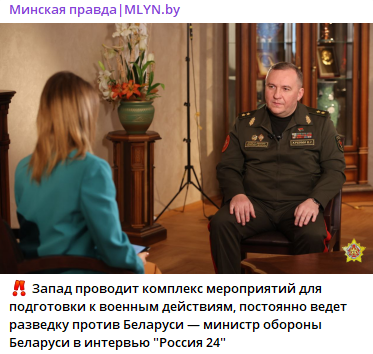 Минская правда|MLYN.by
Запад проводит комплекс мероприятий для
подготовки к военным действиям, постоянно ведет
разведку против Беларуси — министр обороны
Беларуси в интервью "Россия 24"